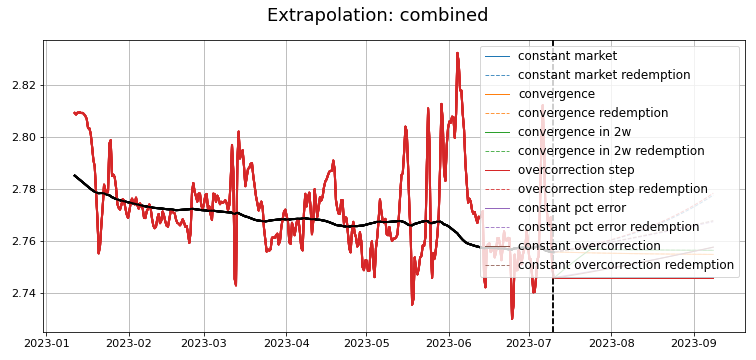 Extrapolation: combined
2.82
2.80
2.78
2.76
2.74
constant market
constant market redemption
convergence
convergence redemption
convergence in 2w
convergence in 2w redemption
overcorrection step
overcorrection step redemption
constant pct error
constant pct error redemption
constant overcorrection
constant overcorrection redemption
2023-01
2023-02
2023-03
2023-04
2023-05
2023-06
2023-07
2023-08
2023-09